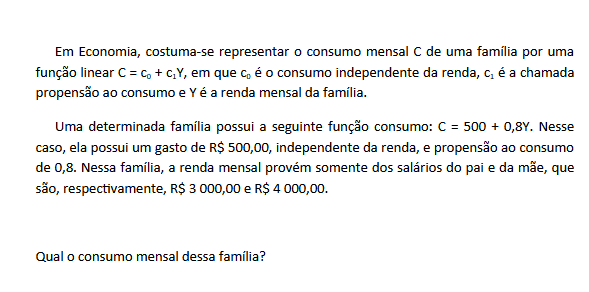 Em Economia, costuma-se representar o consumo mensal C de uma família por uma
função linear C = c₀ + c₁Y, em que c₀ é o consumo independente da renda, c₁ é a chamada
propensão ao consumo e Y é a renda mensal da família.
Uma determinada família possui a seguinte função consumo: C = 500 + 0,8Y. Nesse
caso, ela possui um gasto de R$ 500,00, independente da renda, e propensão ao consumo
de 0,8. Nessa família, a renda mensal provém somente dos salários do pai e da mãe, que
são, respectivamente, R$ 3 000,00 e R$ 4 000,00.
Qual o consumo mensal dessa família?